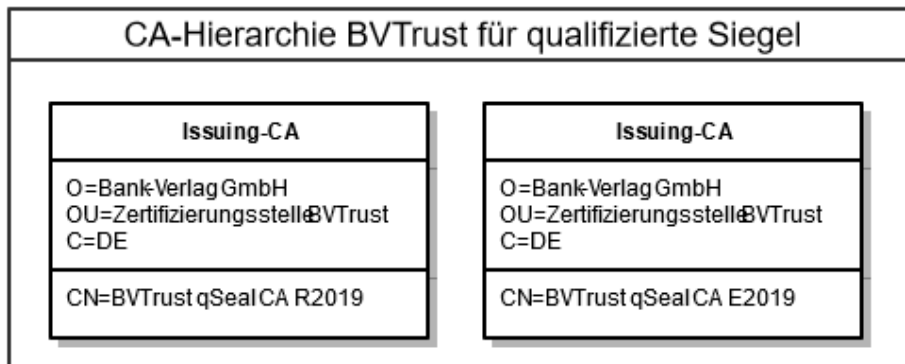 CA-Hierarchie BVTrust für qualifizierte Siegel
Issuing-CA
O=Bank-Verlag GmbH
OU=Zertifizierungsstelle BVTrust
C=DE
CN=BVTrust qSeal CA R2019
Issuing-CA
O=Bank-Verlag GmbH
OU=Zertifizierungsstelle BVTrust
C=DE
CN=BVTrust qSeal CA E2019